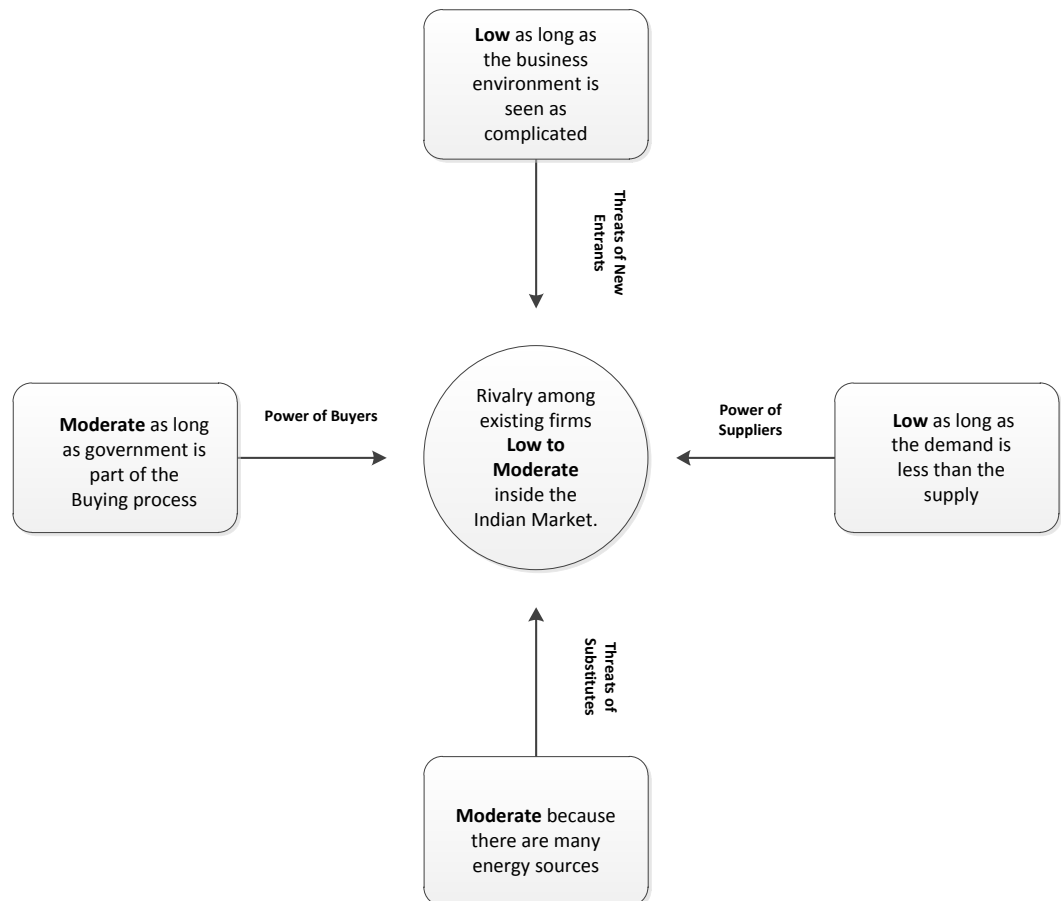 Low as long as
the business
environment is
seen as
complicated
Threats of New
Entrants
Moderate as long
as government is
part of the
Buying process
Power of Buyers
Rivalry among
existing firms
Low to
Moderate
inside the
Indian Market.
Power of
Suppliers
Low as long as
the demand is
less than the
supply
Threats of
Substitutes
Moderate because
there are many
energy sources